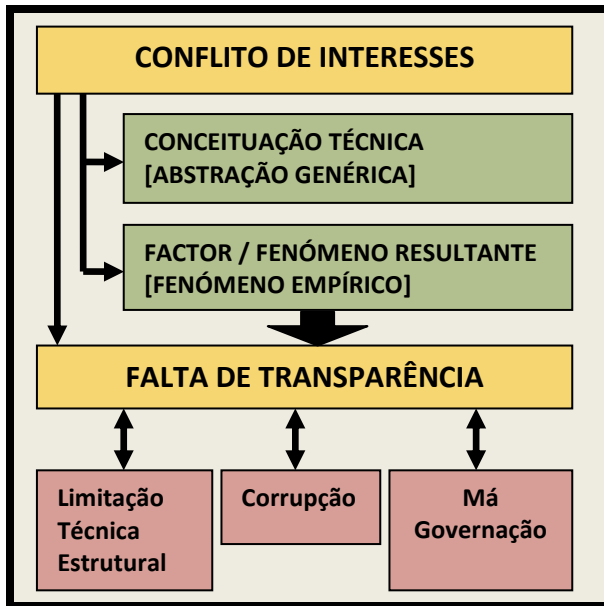 CONFLITO DE INTERESSES
CONCEITUAÇÃO TÉCNICA
[ABSTRAÇÃO GENÉRICA]
FACTOR / FENÓMENO RESULTANTE
[FENÓMENO EMPÍRICO]
FALTA DE TRANSPARÊNCIA
Limitação
Técnica
Estrutural
Corrupção
Má
Governação